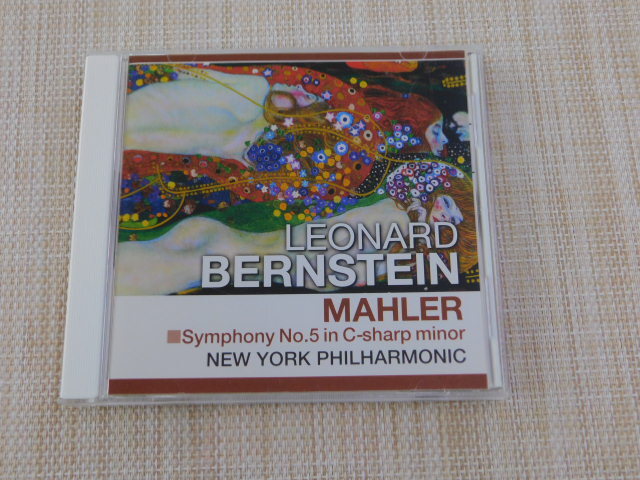 LEONARD
BERNSTEIN
MAHLER
■Symphony No.5 in C-sharp minor
NEW YORK PHILHARMONIC